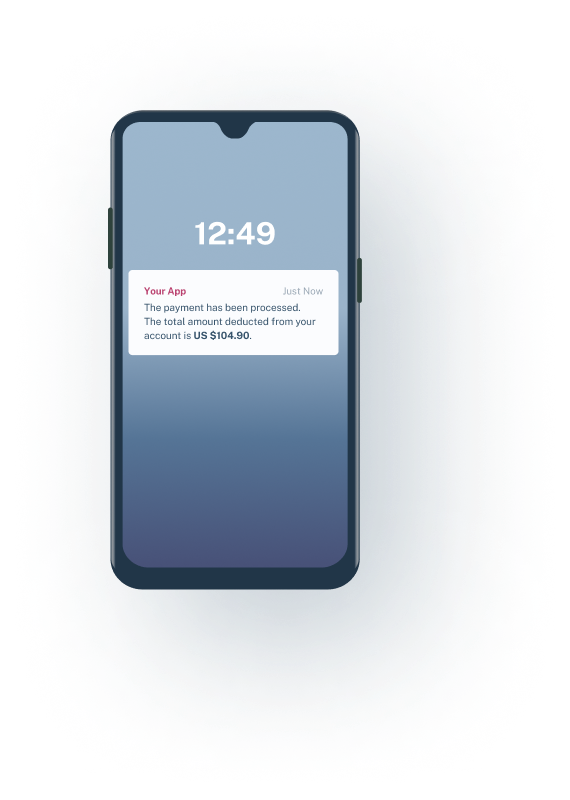 12:49
Your App Just Now
The payment has been processed.
The total amount deducted from your
account is US $104.90.